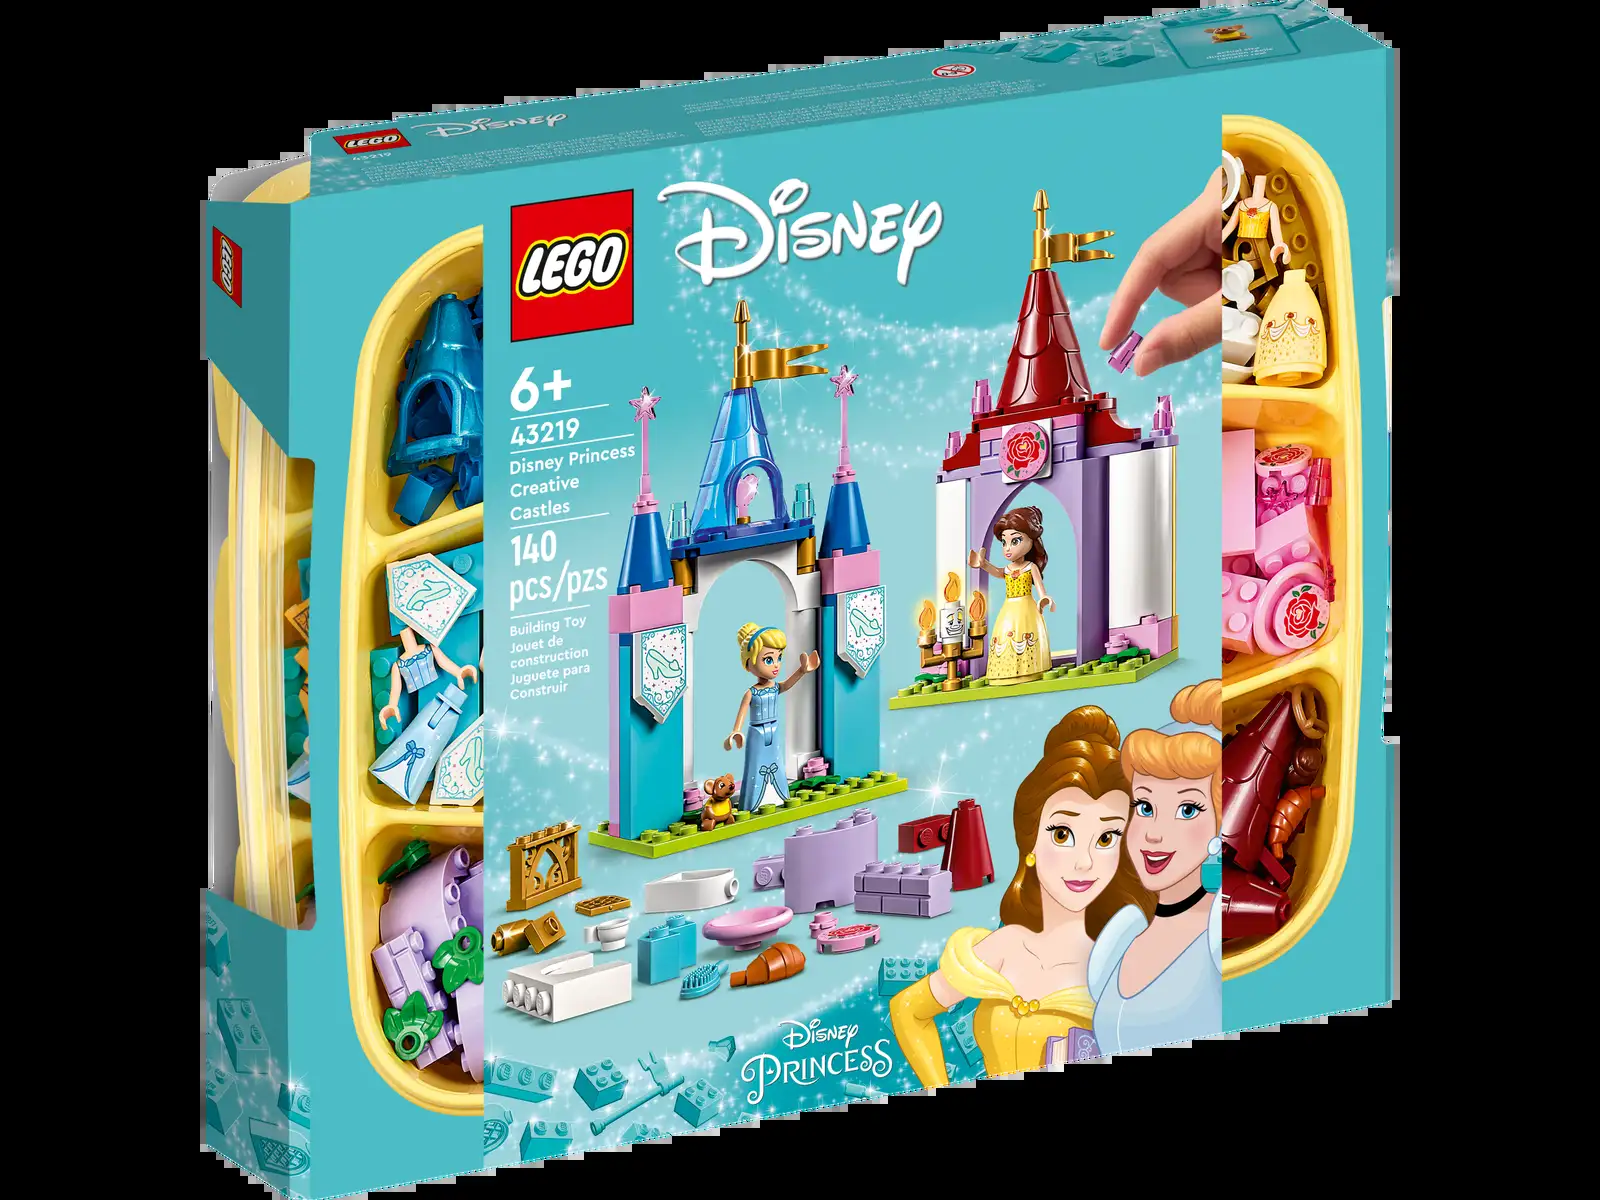 LEGO
Disney
43219
LEGO
LEGO
Disney
6+
43219
Disney Princess
Creative
Castles
140
pcs/pzs
Building Toy
Jouet de
construction
Juguete para
Construir
Disney
PRINCESS